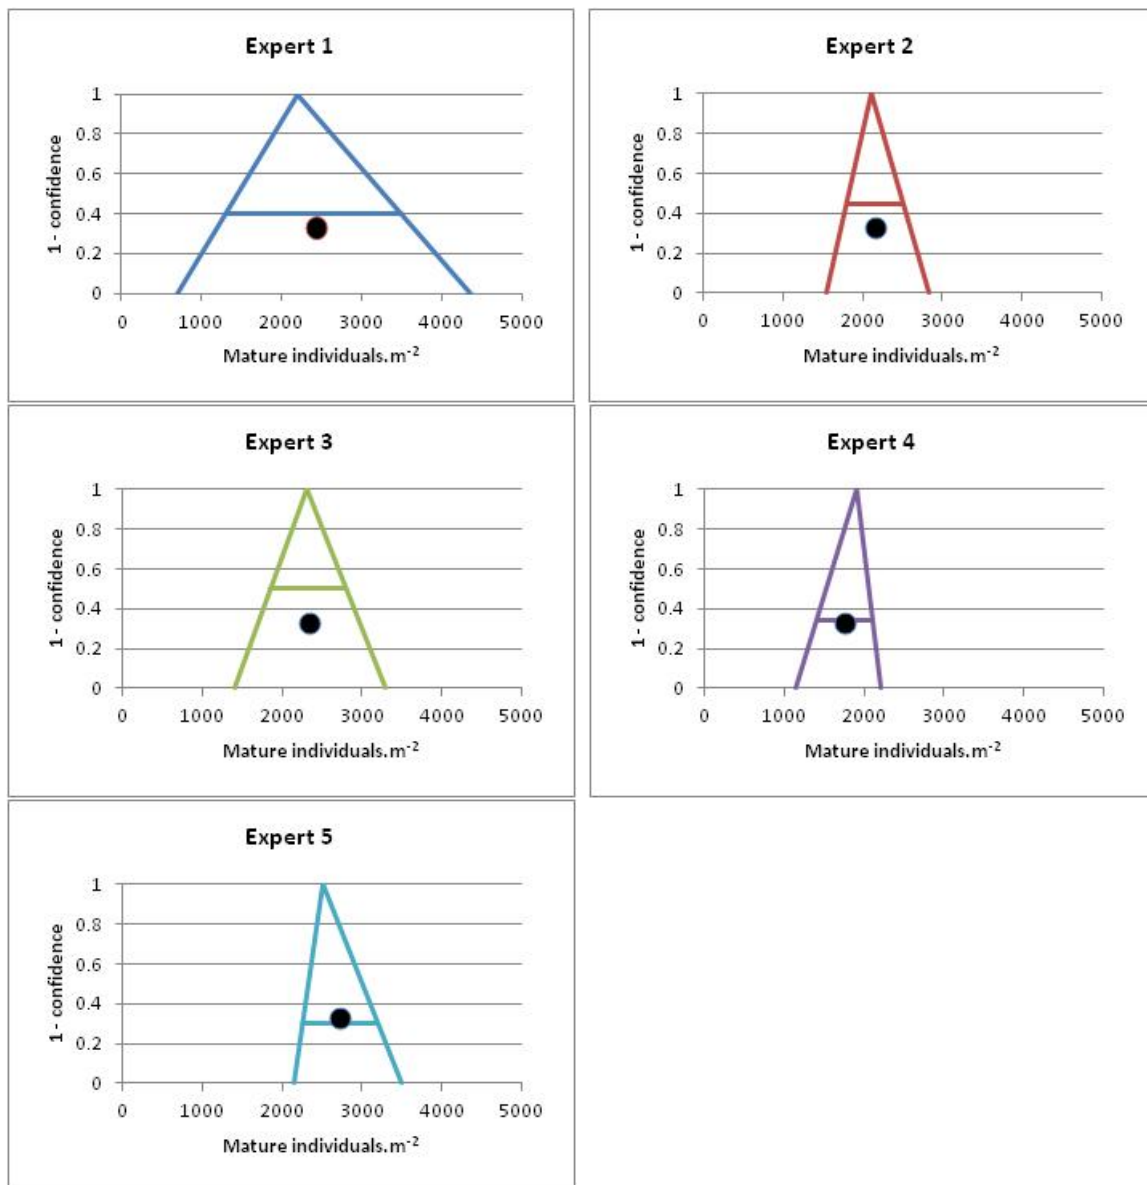 Expert 1
1
0.8
0.6
0.4
0.2
0
1 - confidence
0 1000 2000 3000 4000 5000
Mature individuals.m⁻²
Expert 2
1
0.8
0.6
0.4
0.2
0
1 - confidence
0 1000 2000 3000 4000 5000
Mature individuals.m⁻²
Expert 3
1
0.8
0.6
0.4
0.2
0
1 - confidence
0 1000 2000 3000 4000 5000
Mature individuals.m⁻²
Expert 4
1
0.8
0.6
0.4
0.2
0
1 - confidence
0 1000 2000 3000 4000 5000
Mature individuals.m⁻²
Expert 5
1
0.8
0.6
0.4
0.2
0
1 - confidence
0 1000 2000 3000 4000 5000
Mature individuals.m⁻²